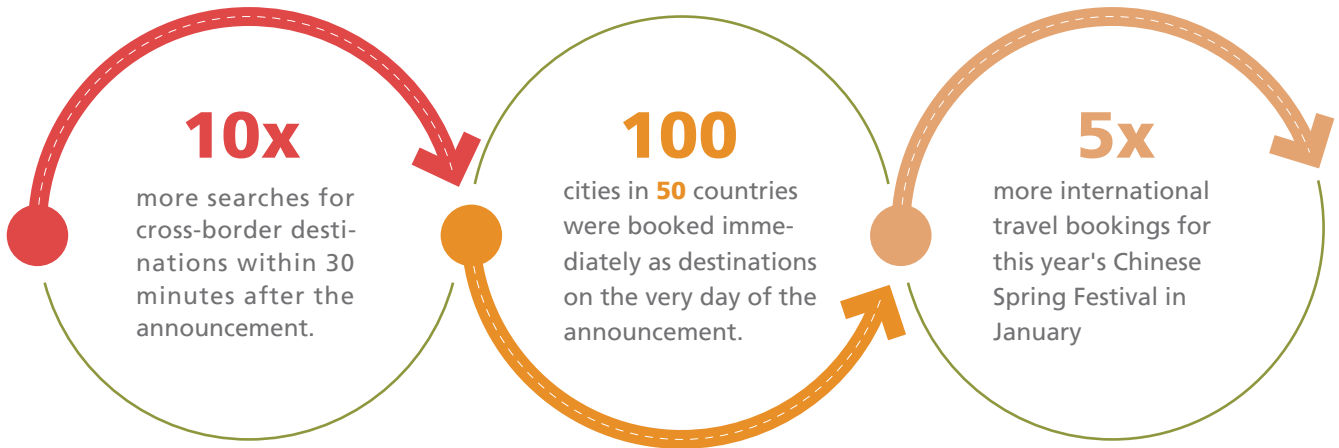 10x
more searches for
cross-border desti-
nations within 30
minutes after the
announcement.
100
cities in 50 countries
were booked imme-
diately as destinations
on the very day of the
announcement.
5x
more international
travel bookings for
this year's Chinese
Spring Festival in
January